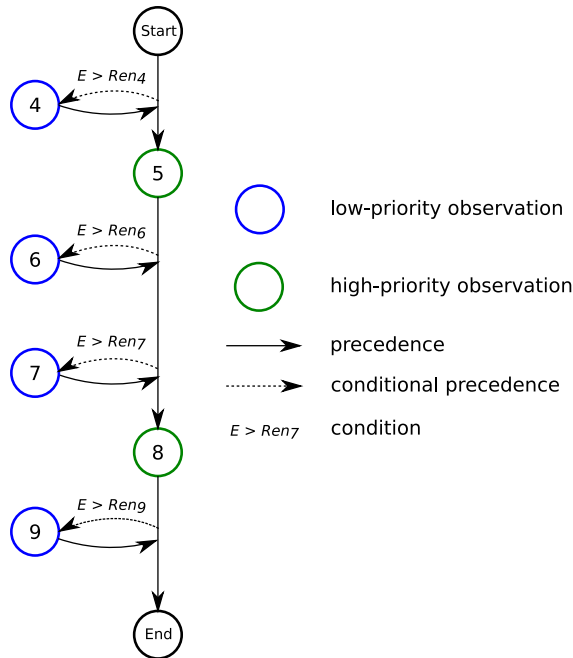 Start
E > Ren4
4
5
E > Ren6
6
E > Ren7
7
8
E > Ren9
9
End
low-priority observation
high-priority observation
precedence
conditional precedence
E > Ren7 condition